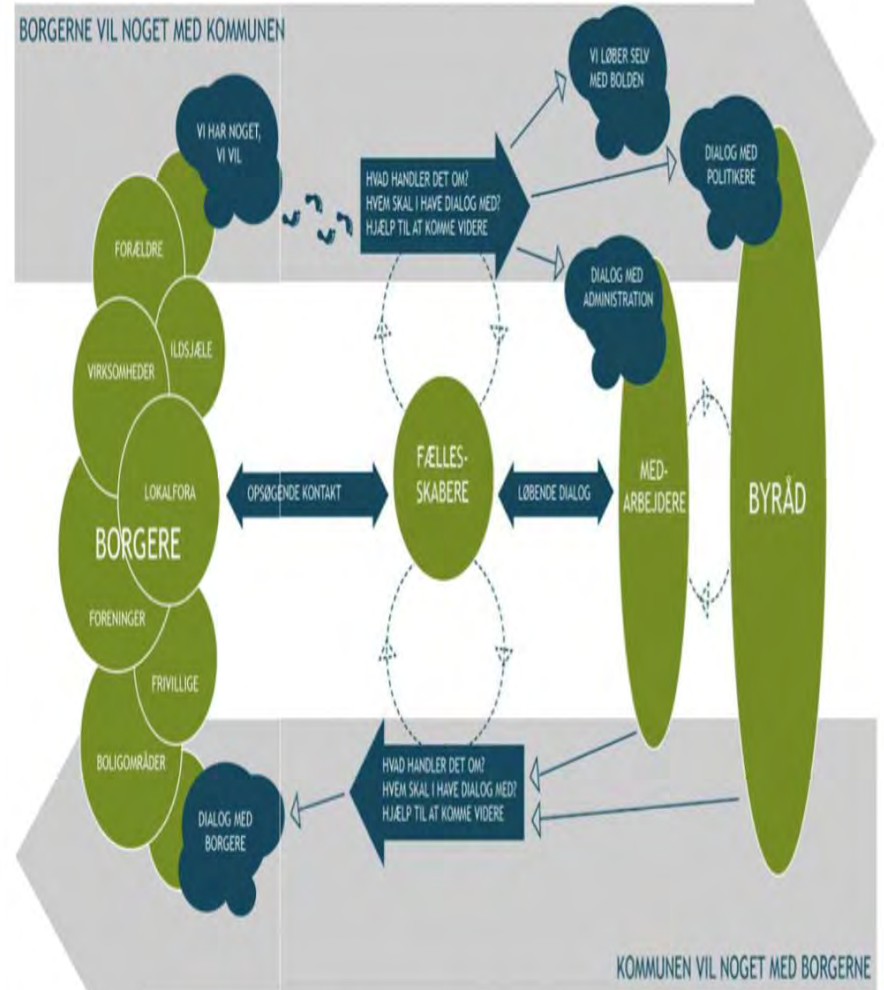 BORGERNE VIL NOGET MED KOMMUNEN
VI LØBER SELV
MED BOLDEN
VI HAR NOGET,
VI VIL
DIALOG MED
POLITIKERE
HVAD HANDLER DET OM?
HVEM SKAL I HAVE DIALOG MED?
HJÆLP TIL AT KOMME VIDERE
DIALOG MED
ADMINISTRATION
FORÆLDRE
ILDSJÆLE
VIRKSOMHEDER
LOKALFORA
BORGERE
FORENINGER
FRIVILLIGE
BOLIGOMRÅDER
OPSØGENDE KONTAKT
FÆLLES-
SKABERE
LØBENDE DIALOG
MED-
ARBEJDERE
BYRÅD
HVAD HANDLER DET OM?
HVEM SKAL I HAVE DIALOG MED?
HJÆLP TIL AT KOMME VIDERE
DIALOG MED
BORGERE
KOMMUNEN VIL NOGET MED BORGERNE